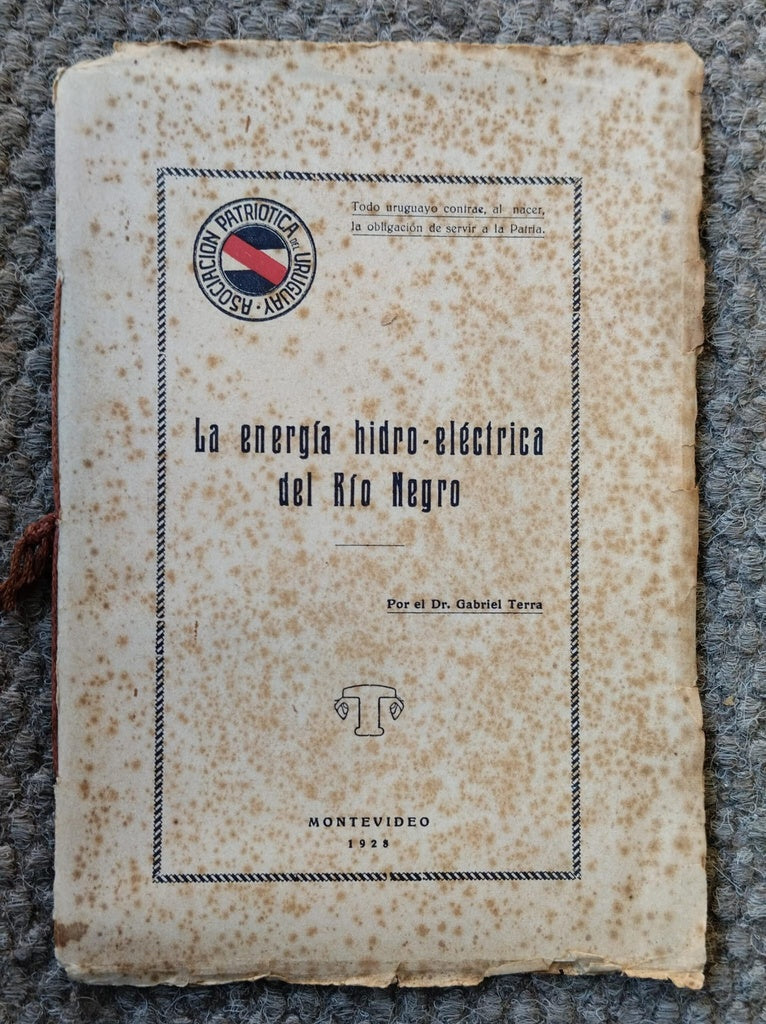 ASOCIACION PATRIOTICA DEL URUGUAY ·
Todo uruguayo contrae, al nacer,
la obligación de servir a la Patria.
La energía hidro-eléctrica
del Río Negro
Por el Dr. Gabriel Terra
T
MONTEVIDEO
1928